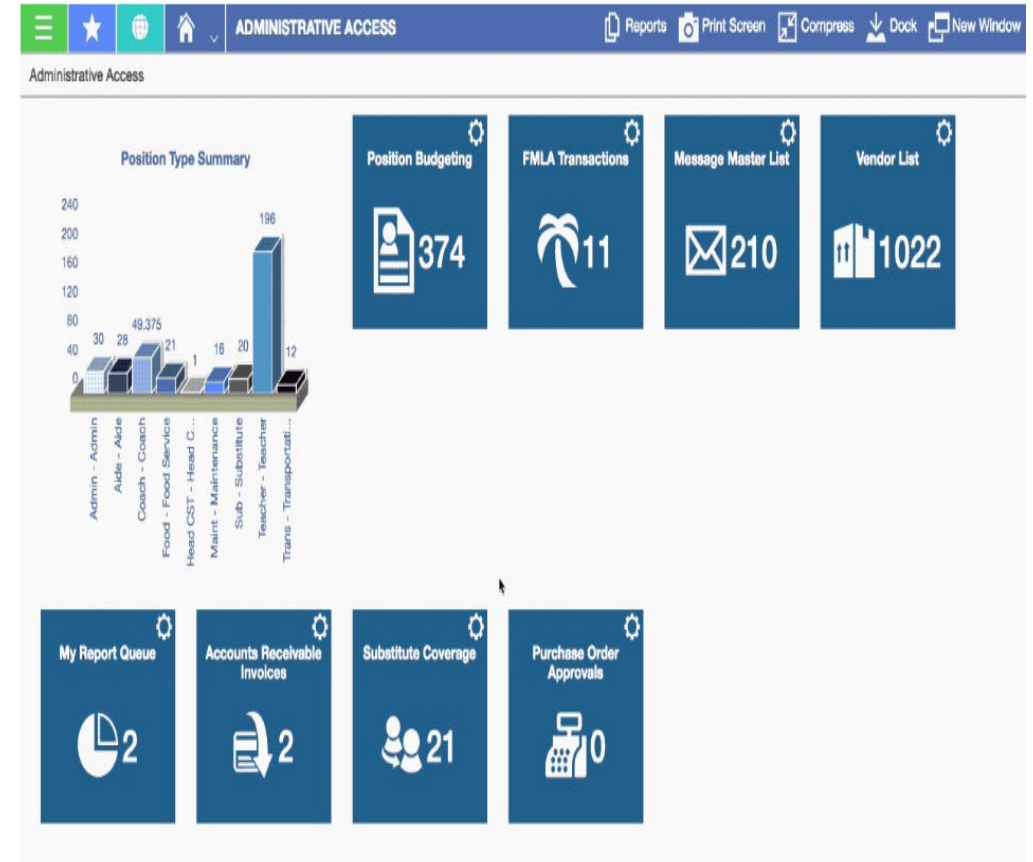 ADMINISTRATIVE ACCESS
Reports
Print Screen
Compress
Dock
New Window
Administrative Access
Position Type Summary
240
200
160
120
80
40
0
30
28
49.375
21
1
16
20
196
12
Admin - Admin
Aide - Aide
Coach - Coach
Food - Food Service
Head CST - Head C...
Maint - Maintenance
Sub - Substitute
Teacher - Teacher
Trans - Transportati...
Position Budgeting
374
FMLA Transactions
11
Message Master List
210
Vendor List
1022
My Report Queue
2
Accounts Receivable
Invoices
2
Substitute Coverage
21
Purchase Order
Approvals
0